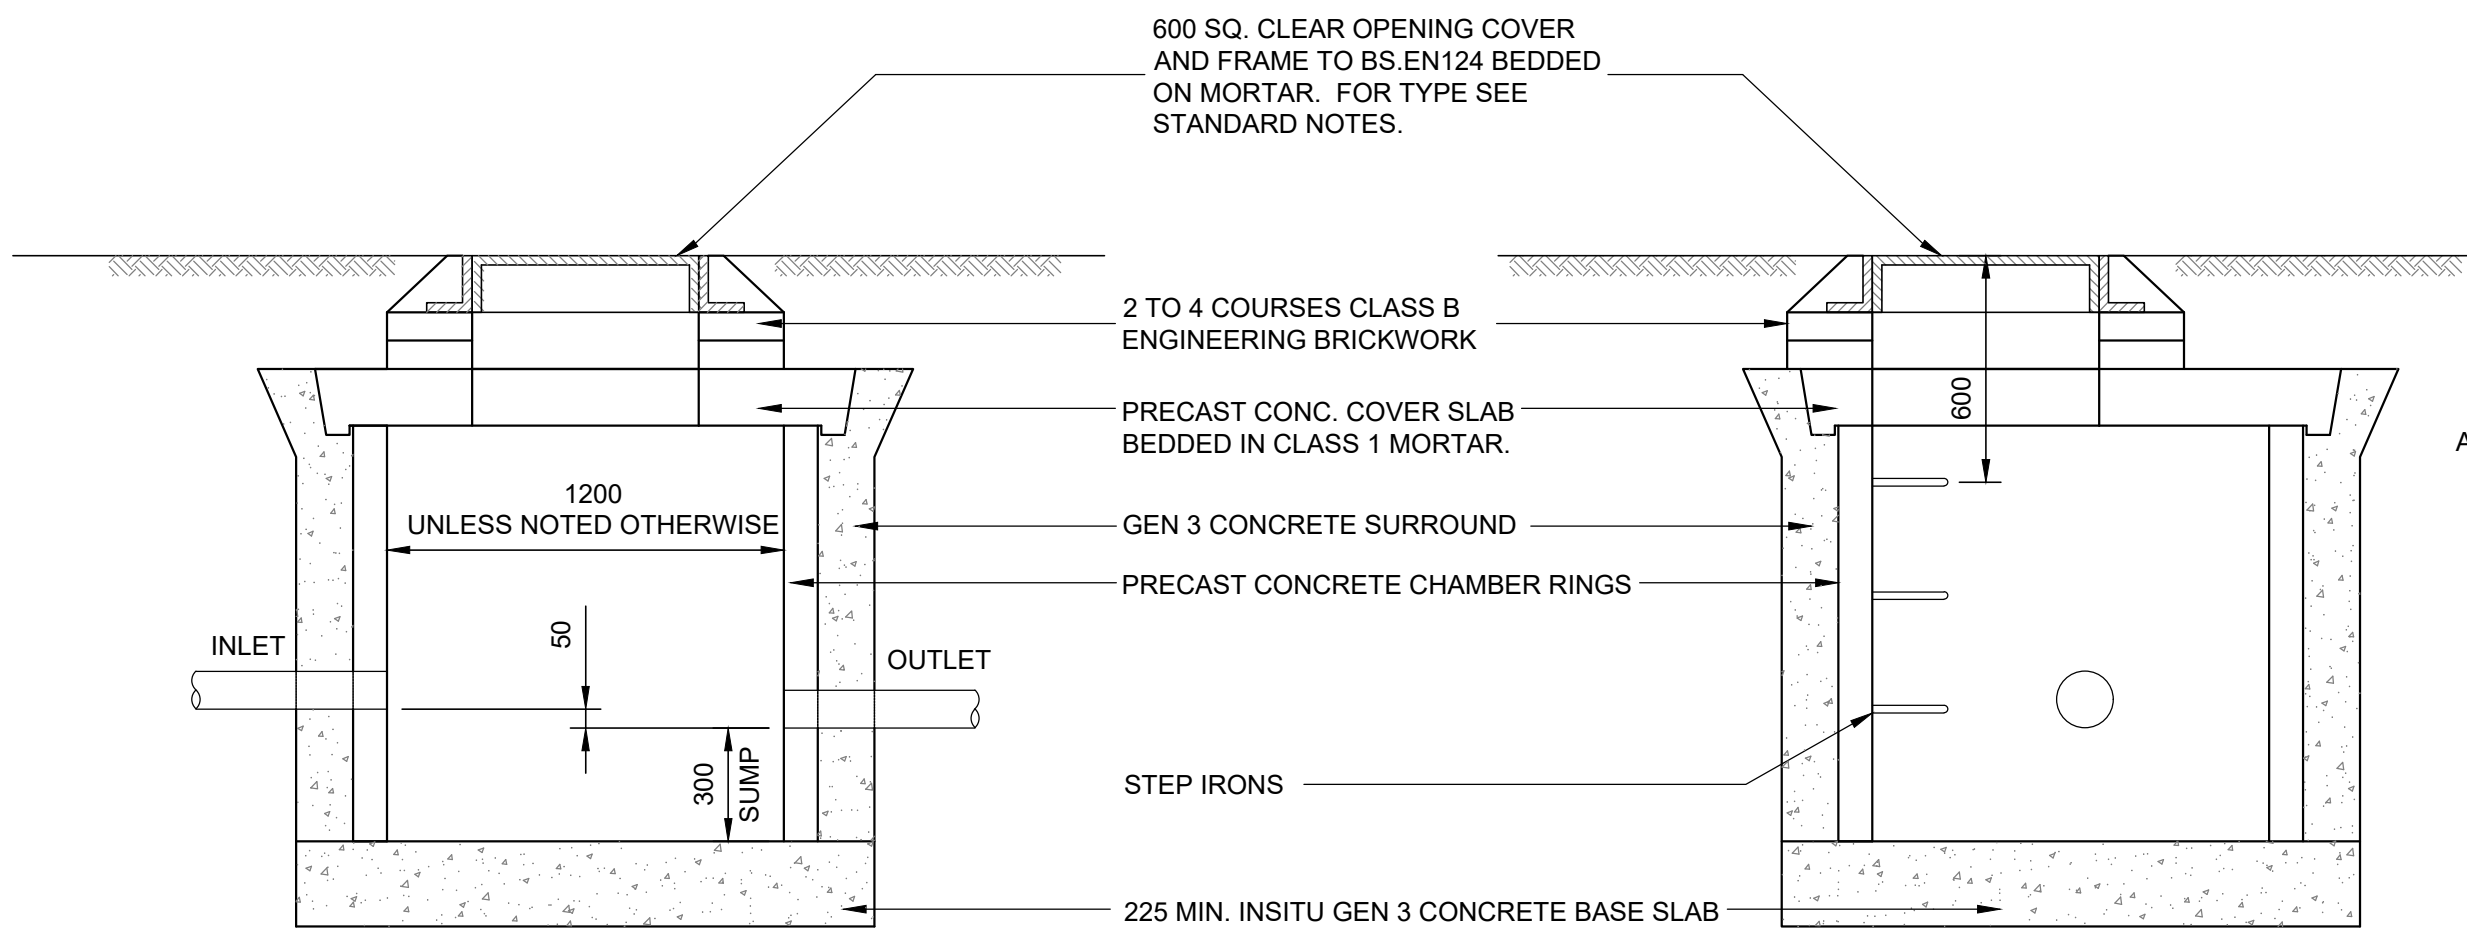 600 SQ. CLEAR OPENING COVER
AND FRAME TO BS.EN124 BEDDED
ON MORTAR.  FOR TYPE SEE
STANDARD NOTES.
2 TO 4 COURSES CLASS B
ENGINEERING BRICKWORK
PRECAST CONC. COVER SLAB
BEDDED IN CLASS 1 MORTAR.
600
A
1200
UNLESS NOTED OTHERWISE
GEN 3 CONCRETE SURROUND
PRECAST CONCRETE CHAMBER RINGS
50
INLET
OUTLET
300
SUMP
STEP IRONS
225 MIN. INSITU GEN 3 CONCRETE BASE SLAB